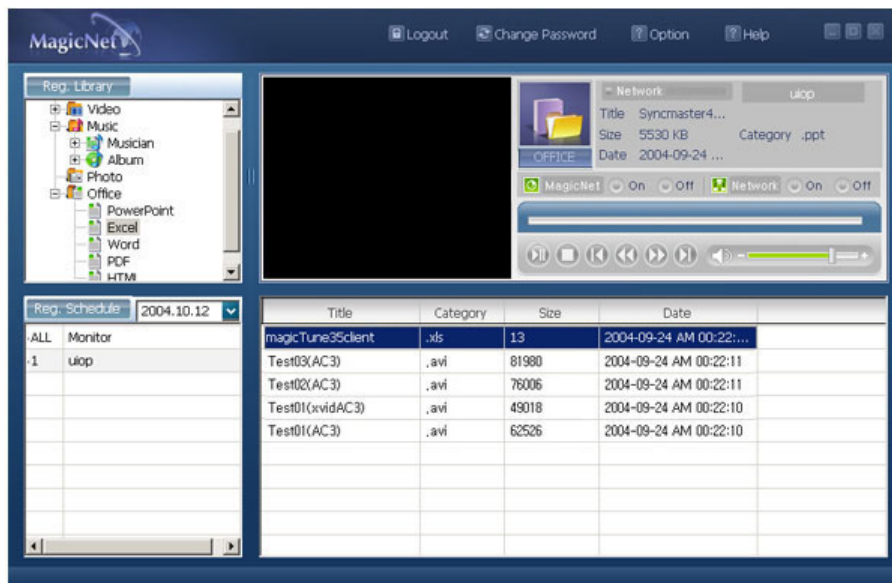 MagicNet
Logout Change Password Option Help
Reg. Library
Video
Music
Musician
Album
Photo
Office
PowerPoint
Excel
Word
PDF
HTML
OFFICE
Network uiop
Title Syncmaster4...
Size 5530 KB Category .ppt
Date 2004-09-24 ...
MagicNet On Off Network On Off
Reg. Schedule 2004.10.12
ALL Monitor
1 uiop
Title Category Size Date
magicTune35client .xls 13 2004-09-24 AM 00:22:...
Test03(AC3) .avi 81980 2004-09-24 AM 00:22:11
Test02(AC3) .avi 76006 2004-09-24 AM 00:22:11
Test01(xvidAC3) .avi 49018 2004-09-24 AM 00:22:10
Test01(AC3) .avi 62526 2004-09-24 AM 00:22:10